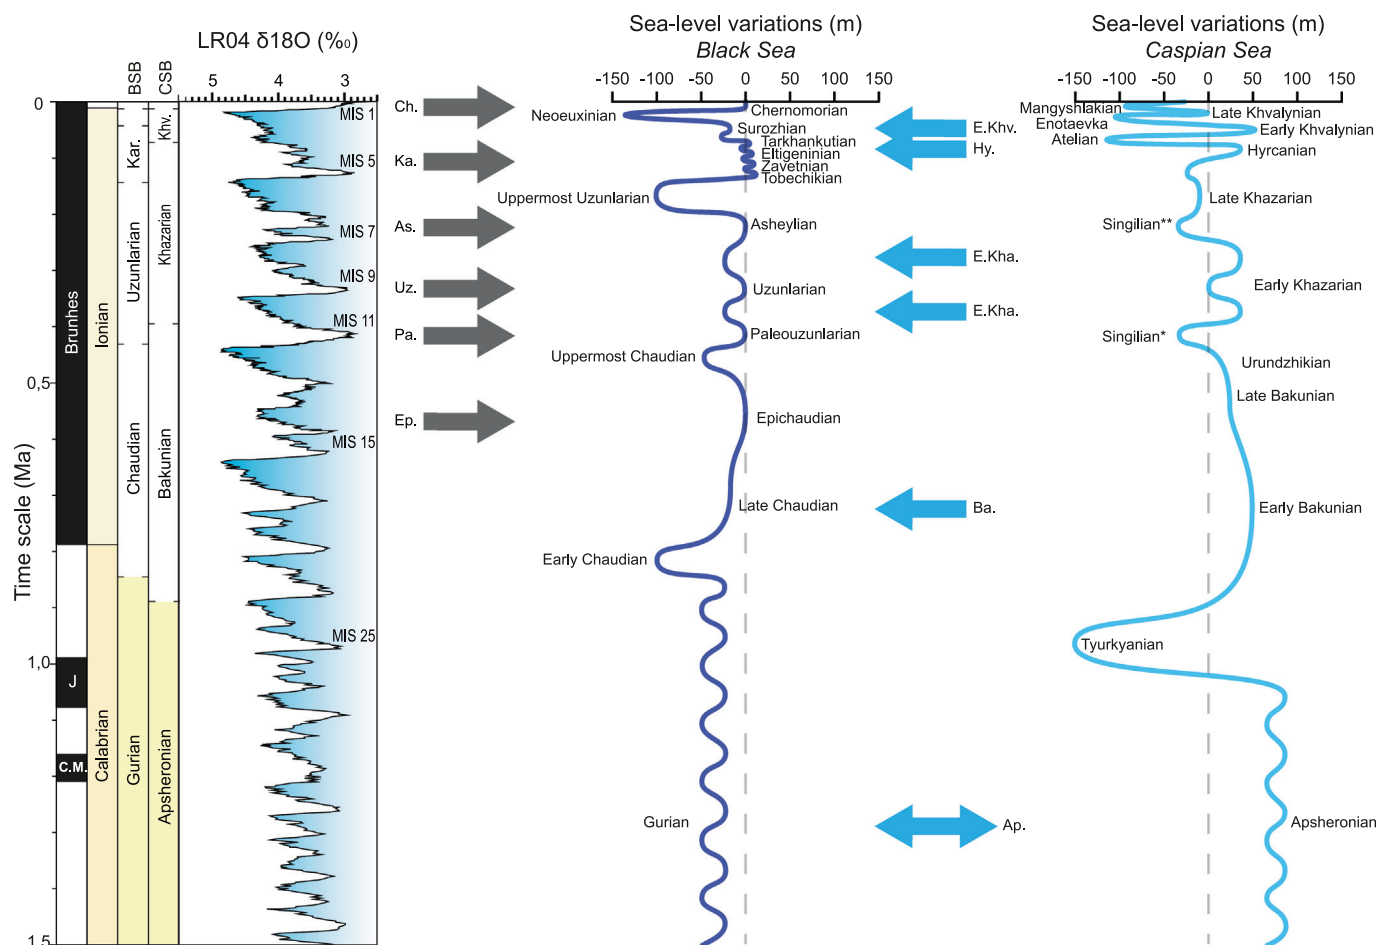 LR04 δ18O (‰)
Sea-level variations (m)
Black Sea
Sea-level variations (m)
Caspian Sea
BSB
CSB
5 4 3
-150 -100 -50 0 50 100 150
-150 -100 -50 0 50 100 150
Time scale (Ma)
0
0,5
1,0
1,5
Brunhes
J
C.M.
Ionian
Calabrian
Kar.
Uzunlarian
Chaudian
Gurian
Khv.
Khazarian
Bakunian
Apsheronian
MIS 1
MIS 5
MIS 7
MIS 9
MIS 11
MIS 15
MIS 25
Ch.
Ka.
As.
Uz.
Pa.
Ep.
Chernomorian
Neoeuxinian
Surozhian
Tarkhankutian
Eltigeninian
Zavetnian
Tobechikian
Uppermost Uzunlarian
Asheylian
Uzunlarian
Paleouzunlarian
Uppermost Chaudian
Epichaudian
Late Chaudian
Early Chaudian
Gurian
E.Khv.
Hy.
E.Kha.
E.Kha.
Ba.
Ap.
Mangyshlakian
Late Khvalynian
Enotaevka
Early Khvalynian
Atelian
Hyrcanian
Late Khazarian
Singilian**
Early Khazarian
Singilian*
Urundzhikian
Late Bakunian
Early Bakunian
Tyurkyanian
Apsheronian